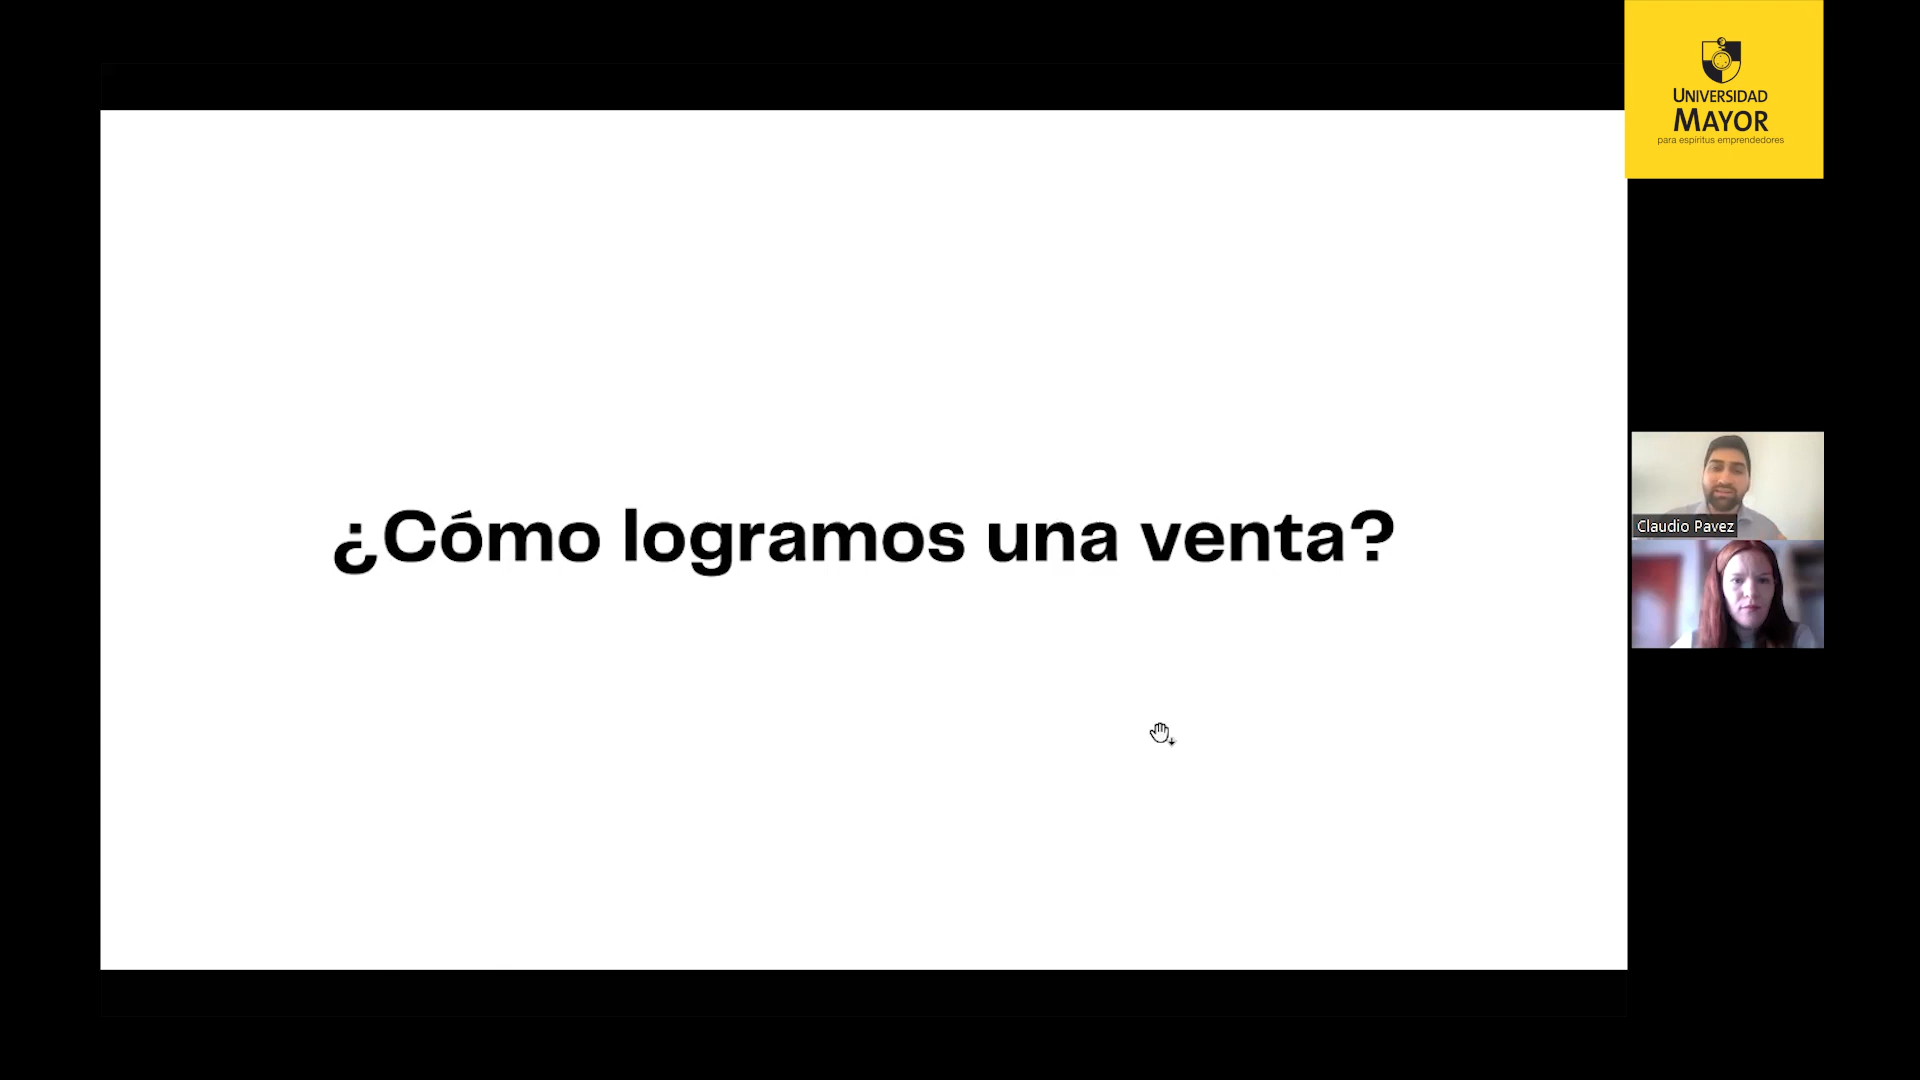 UNIVERSIDAD
MAYOR
para espíritus emprendedores
¿Cómo logramos una venta?
Claudio Pavez